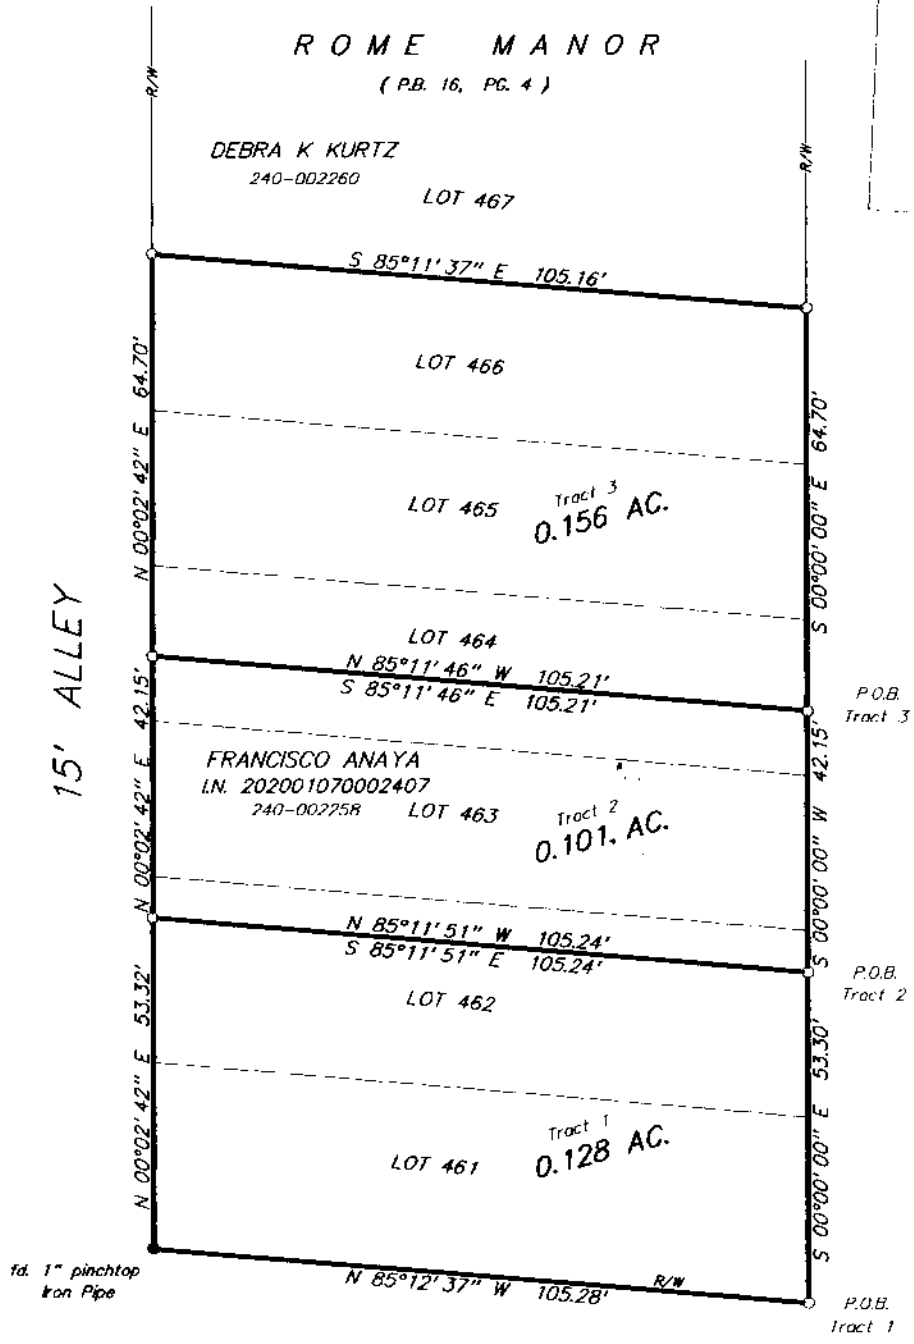 ROME MANOR
( P.B. 16, PG. 4 )
R/W
R/W
DEBRA K KURTZ
240-002260
LOT 467
S 85°11'37" E 105.16'
LOT 466
N 00°02'42" E 64.70'
S 00°00'00" E 64.70'
LOT 465
Tract 3
0.156 AC.
LOT 464
N 85°11'46" W 105.21'
S 85°11'46" E 105.21'
P.O.B.
Tract 3
15' ALLEY
N 00°02'42" E 42.15'
S 00°00'00" W 42.15'
FRANCISCO ANAYA
I.N. 202001070002407
240-002258
LOT 463
Tract 2
0.101. AC.
N 85°11'51" W 105.24'
S 85°11'51" E 105.24'
P.O.B.
Tract 2
LOT 462
N 00°02'42" E 53.32'
S 00°00'00" E 53.30'
Tract 1
0.128 AC.
LOT 461
fd. 1" pinchtop
Iron Pipe
N 85°12'37" W 105.28'
R/W
P.O.B.
Tract 1